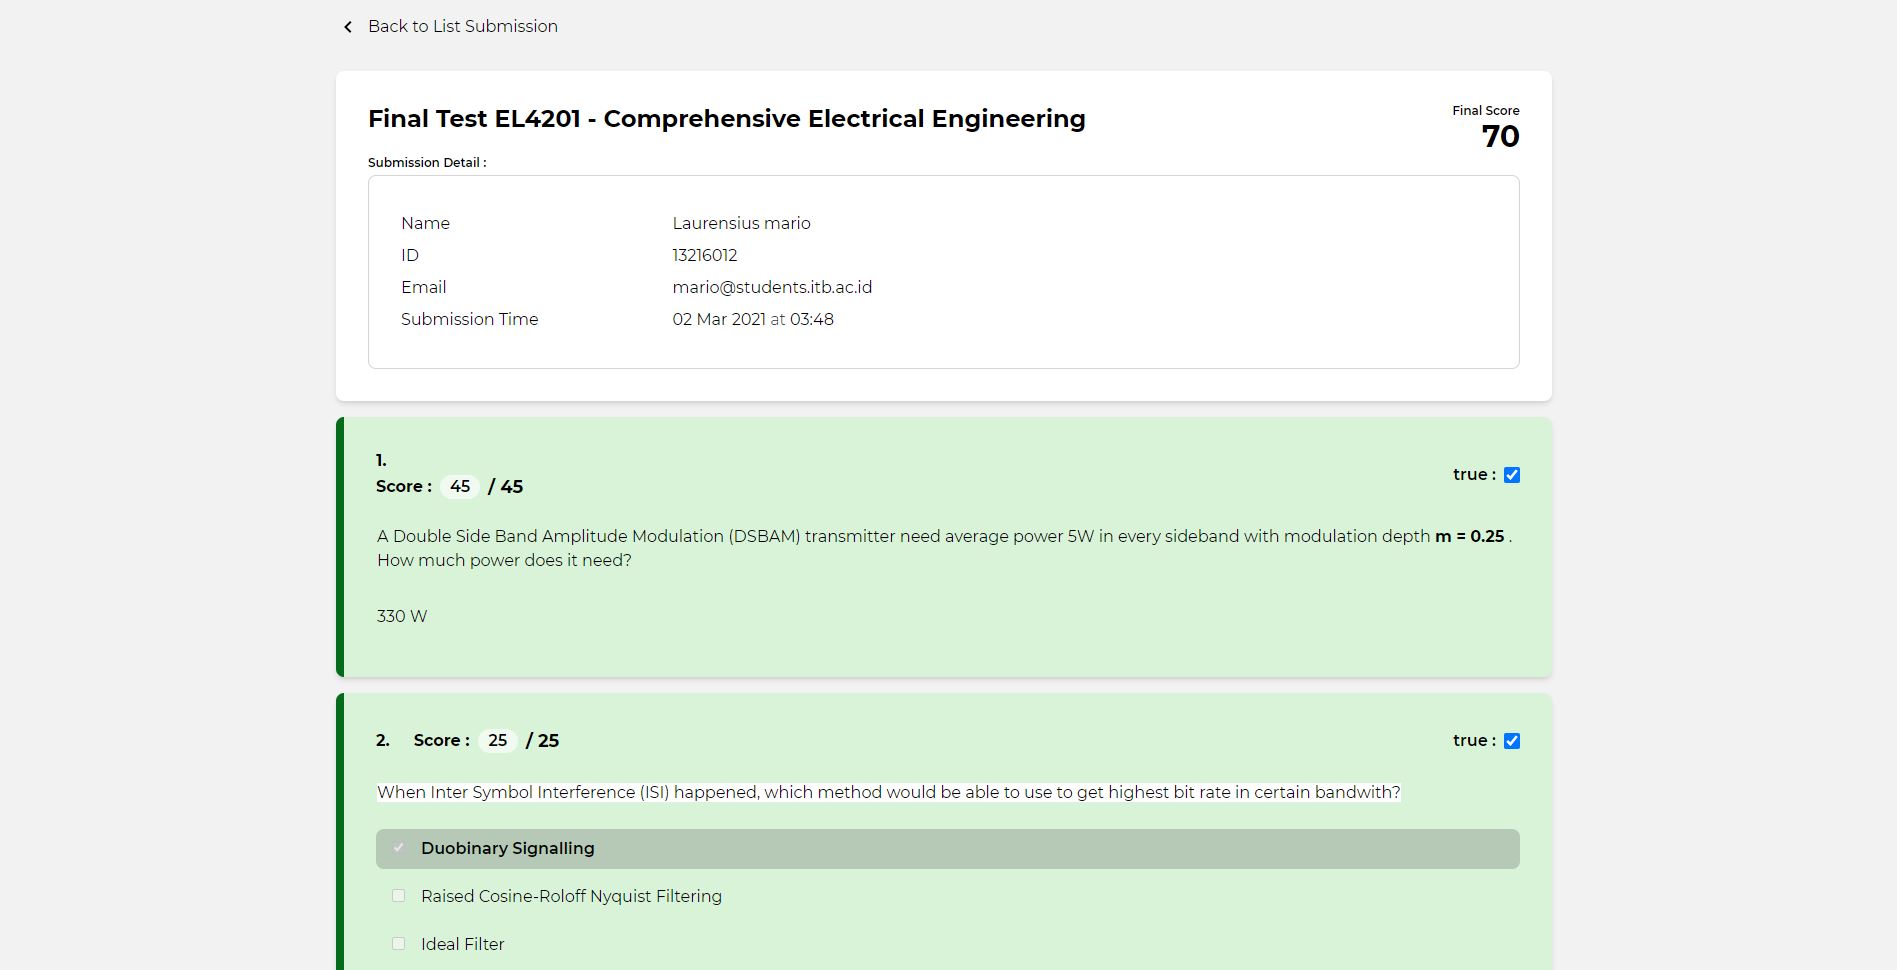 Back to List Submission
Final Test EL4201 - Comprehensive Electrical Engineering
Final Score
70
Submission Detail :
Name Laurensius mario
ID 13216012
Email mario@students.itb.ac.id
Submission Time 02 Mar 2021 at 03:48
1.
Score : 45 / 45
true :
A Double Side Band Amplitude Modulation (DSBAM) transmitter need average power 5W in every sideband with modulation depth m = 0.25 .
How much power does it need?
330 W
2. Score : 25 / 25
true :
When Inter Symbol Interference (ISI) happened, which method would be able to use to get highest bit rate in certain bandwith?
Duobinary Signalling
Raised Cosine-Roloff Nyquist Filtering
Ideal Filter